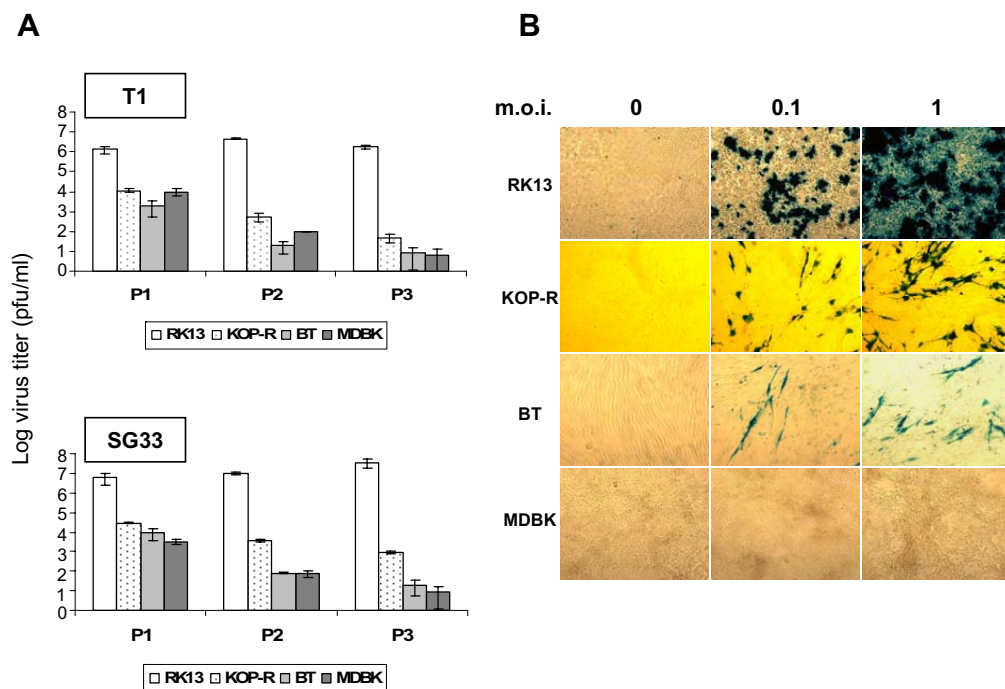 A
B
T1
8
7
6
5
4
3
2
1
0
P1 P2 P3
RK13 KOP-R BT MDBK
Log virus titer (pfu/ml)
SG33
8
7
6
5
4
3
2
1
0
P1 P2 P3
RK13 KOP-R BT MDBK
m.o.i. 0 0.1 1
RK13
KOP-R
BT
MDBK